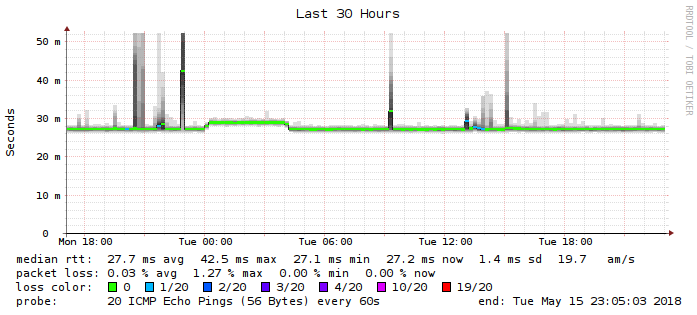 Last 30 Hours
RRDTOOL / TOBI OETIKER
Seconds
50 m
40 m
30 m
20 m
10 m
0
Mon 18:00 Tue 00:00 Tue 06:00 Tue 12:00 Tue 18:00
median rtt: 27.7 ms avg 42.5 ms max 27.1 ms min 27.2 ms now 1.4 ms sd 19.7 am/s
packet loss: 0.03 % avg 1.27 % max 0.00 % min 0.00 % now
loss color: 0 1/20 2/20 3/20 4/20 10/20 19/20
probe: 20 ICMP Echo Pings (56 Bytes) every 60s end: Tue May 15 23:05:03 2018